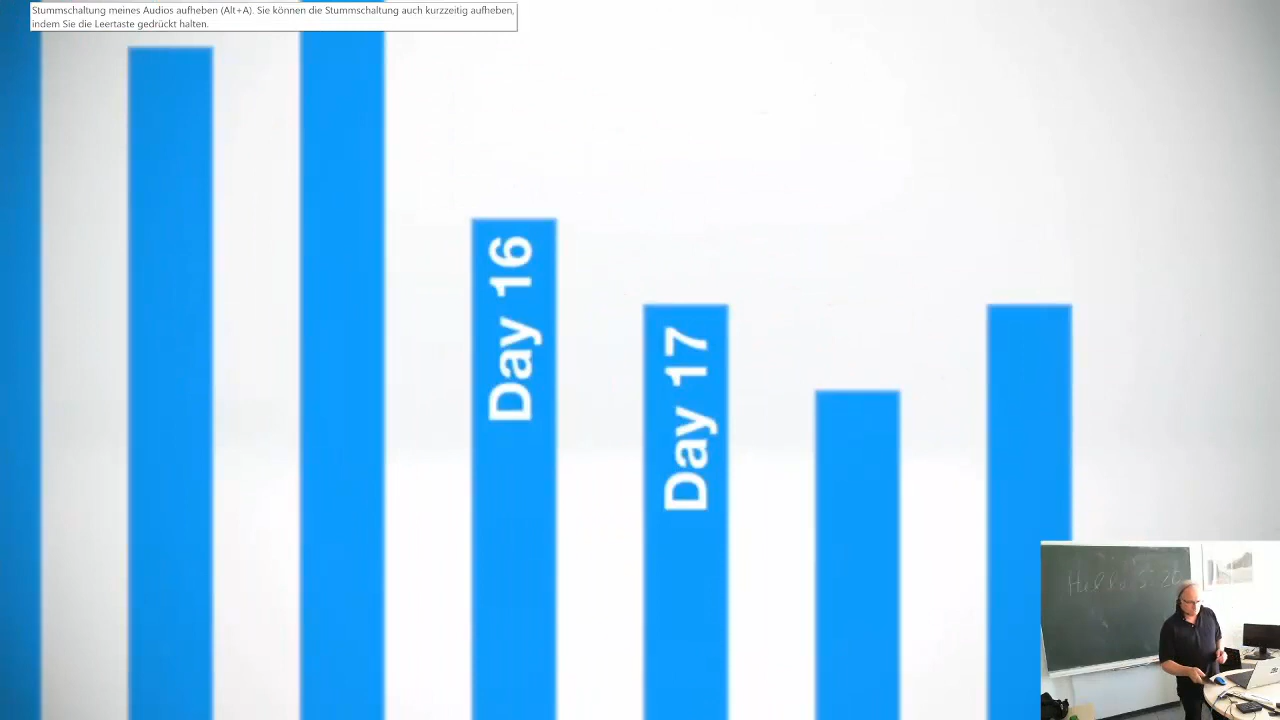 Stummschaltung meines Audios aufheben (Alt+A). Sie können die Stummschaltung auch kurzzeitig aufheben,
indem Sie die Leertaste gedrückt halten.
Day 16
Day 17
Hello